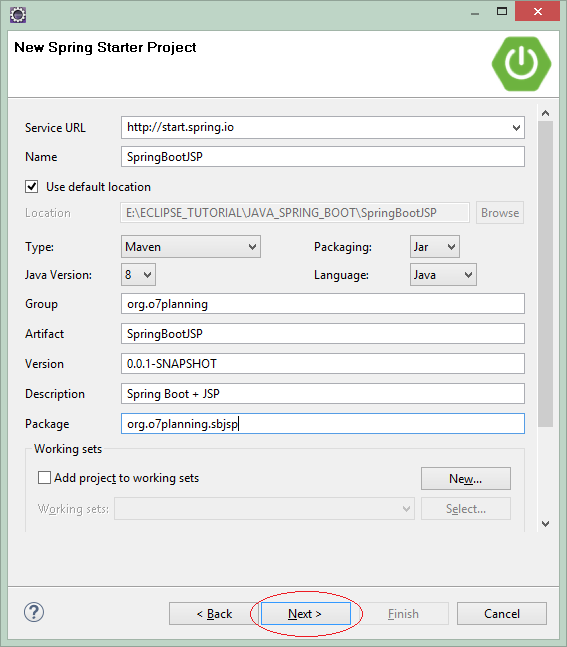 New Spring Starter Project
Service URL http://start.spring.io
Name SpringBootJSP
Use default location
Location E:\ECLIPSE_TUTORIAL\JAVA_SPRING_BOOT\SpringBootJSP Browse
Type: Maven Packaging: Jar
Java Version: 8 Language: Java
Group org.o7planning
Artifact SpringBootJSP
Version 0.0.1-SNAPSHOT
Description Spring Boot + JSP
Package org.o7planning.sbjsp
Working sets
Add project to working sets New...
Working sets: Select...
? < Back Next > Finish Cancel